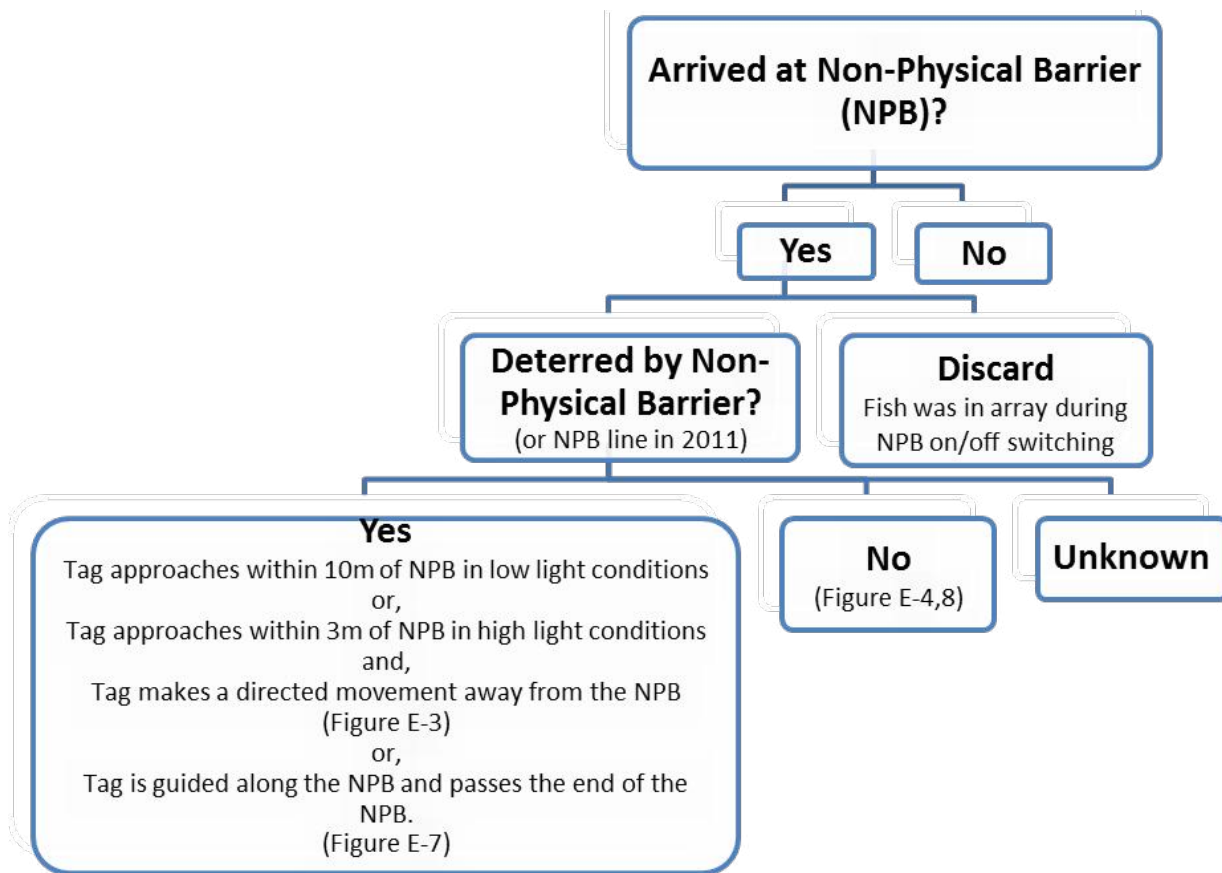 Arrived at Non-Physical Barrier
(NPB)?
Yes
No
Deterred by Non-
Physical Barrier?
(or NPB line in 2011)
Discard
Fish was in array during
NPB on/off switching
Yes
Tag approaches within 10m of NPB in low light conditions
or,
Tag approaches within 3m of NPB in high light conditions
and,
Tag makes a directed movement away from the NPB
(Figure E-3)
or,
Tag is guided along the NPB and passes the end of the
NPB.
(Figure E-7)
No
(Figure E-4,8)
Unknown